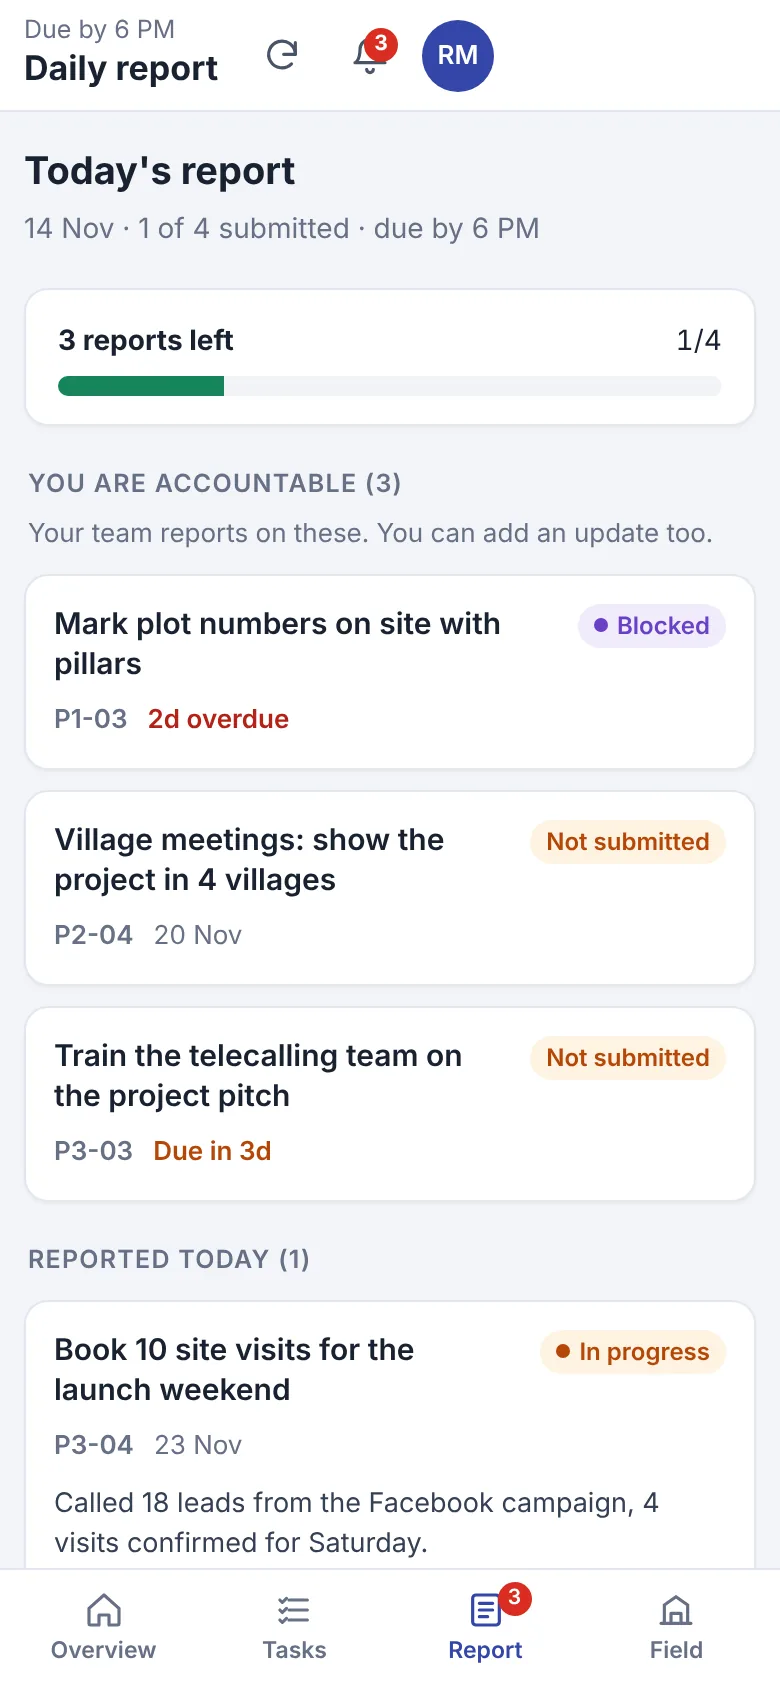 Due by 6 PM
Daily report
3
RM
Today's report
14 Nov · 1 of 4 submitted · due by 6 PM
3 reports left
1/4
YOU ARE ACCOUNTABLE (3)
Your team reports on these. You can add an update too.
Mark plot numbers on site with
pillars
Blocked
P1-03 2d overdue
Village meetings: show the
project in 4 villages
Not submitted
P2-04 20 Nov
Train the telecalling team on
the project pitch
Not submitted
P3-03 Due in 3d
REPORTED TODAY (1)
Book 10 site visits for the
launch weekend
In progress
P3-04 23 Nov
Called 18 leads from the Facebook campaign, 4
visits confirmed for Saturday.
Overview
Tasks
3
Report
Field